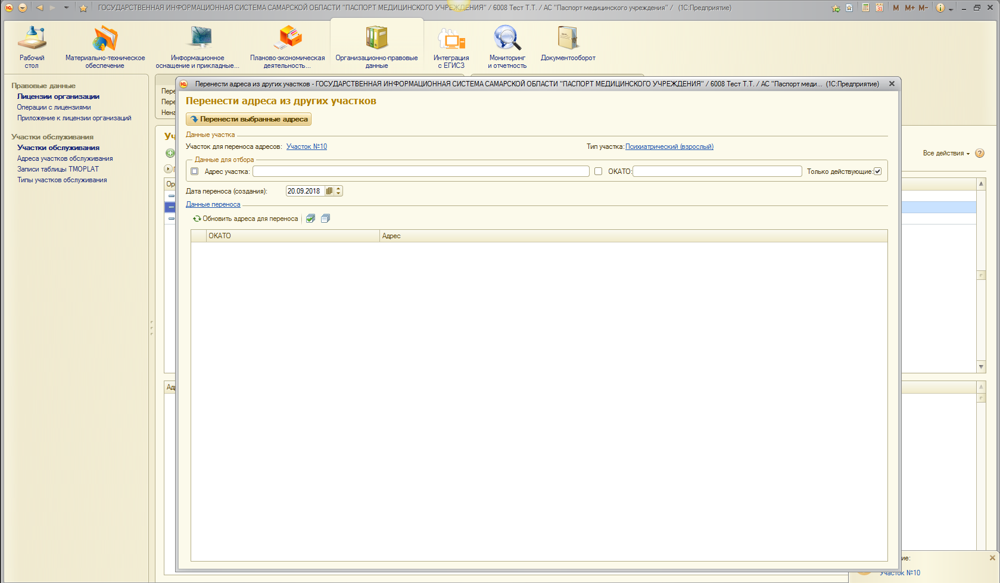 ГОСУДАРСТВЕННАЯ ИНФОРМАЦИОННАЯ СИСТЕМА САМАРСКОЙ ОБЛАСТИ "ПАСПОРТ МЕДИЦИНСКОГО УЧРЕЖДЕНИЯ" / 6008 Тест Т.Т. / АС "Паспорт медицинского учреждения" / (1С:Предприятие)
31 M M+ M-
Рабочий
стол
Материально-техническое
обеспечение
Информационное
оснащение и прикладные...
Планово-экономическая
деятельность...
Организационно-правовые
данные
Интеграция
с ЕГИСЗ
Мониторинг
и отчетность
Документооборот
Правовые данные
Лицензии организации
Операции с лицензиями
Приложение к лицензии организаций
Участки обслуживания
Участки обслуживания
Адреса участков обслуживания
Записи таблицы TMOPLAT
Типы участков обслуживания
Пере
Пере
Нена
Уч
Ор
Адр
Все действия
Перенести адреса из других участков - ГОСУДАРСТВЕННАЯ ИНФОРМАЦИОННАЯ СИСТЕМА САМАРСКОЙ ОБЛАСТИ "ПАСПОРТ МЕДИЦИНСКОГО УЧРЕЖДЕНИЯ" / 6008 Тест Т.Т. / АС "Паспорт меди... (1С:Предприятие)
Перенести адреса из других участков
Перенести выбранные адреса
Данные участка
Участок для переноса адресов: Участок №10 Тип участка: Психиатрический (взрослый)
Данные для отбора
Адрес участка: ОКАТО: Только действующие:
Дата переноса (создания): 20.09.2018
Данные переноса
Обновить адреса для переноса
ОКАТО Адрес
ие:
Участок №10